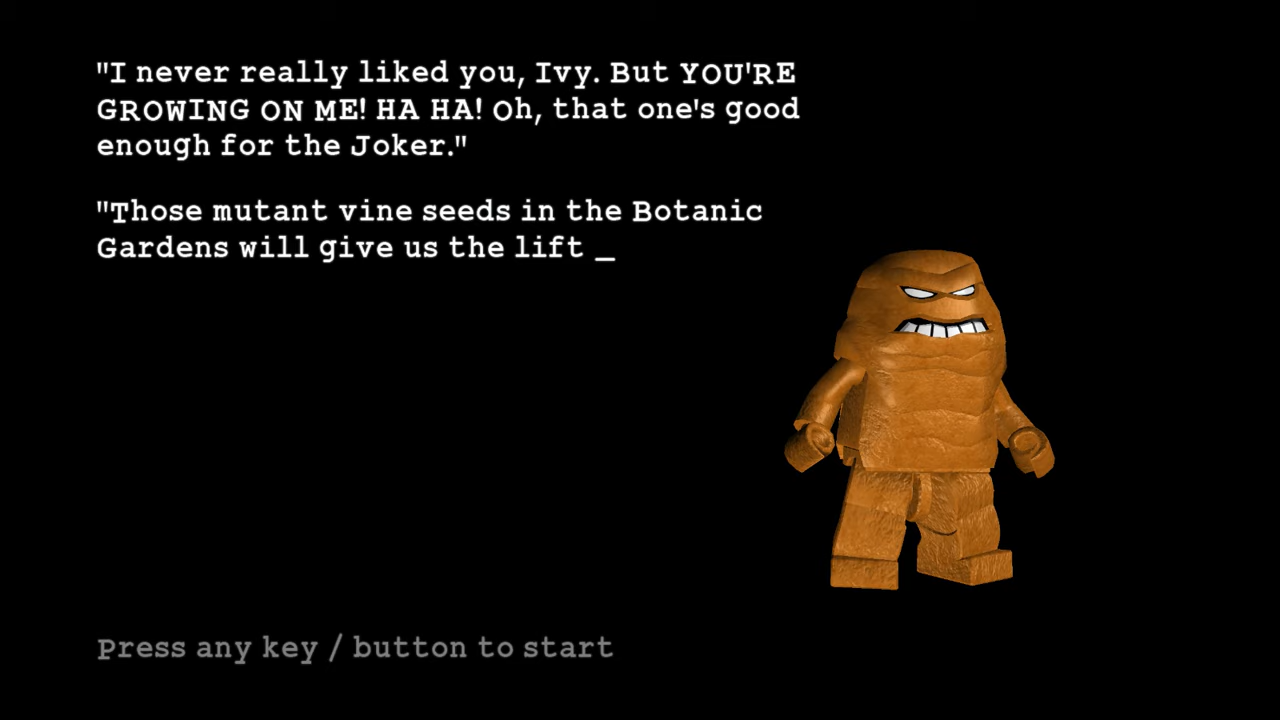 "I never really liked you, Ivy. But YOU'RE
GROWING ON ME! HA HA! Oh, that one's good
enough for the Joker."
"Those mutant vine seeds in the Botanic
Gardens will give us the lift _
Press any key / button to start